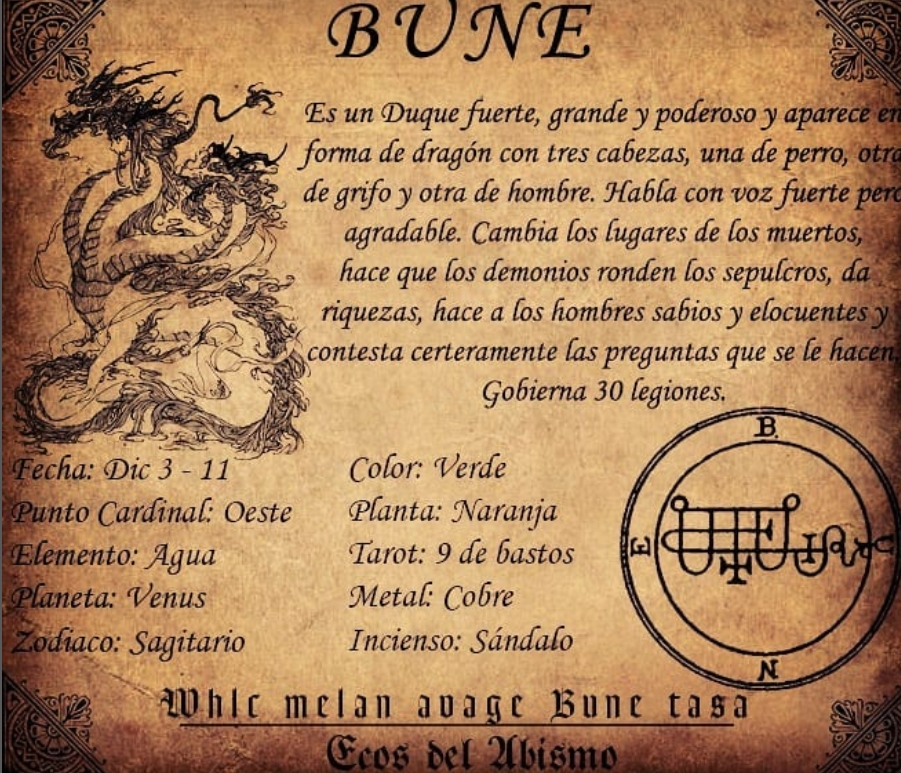 BUNE
Es un Duque fuerte, grande y poderoso y aparece en
forma de dragón con tres cabezas, una de perro, otra
de grifo y otra de hombre. Habla con voz fuerte pero
agradable. Cambia los lugares de los muertos,
hace que los demonios ronden los sepulcros, da
riquezas, hace a los hombres sabios y elocuentes y
contesta certeramente las preguntas que se le hacen.
Gobierna 30 legiones.
Fecha: Dic 3 - 11
Punto Cardinal: Oeste
Elemento: Agua
Planeta: Venus
Zodiaco: Sagitario
Color: Verde
Planta: Naranja
Tarot: 9 de bastos
Metal: Cobre
Incienso: Sándalo
B
E
N
Whlc melan avage Bune tasa
Ecos del Abismo